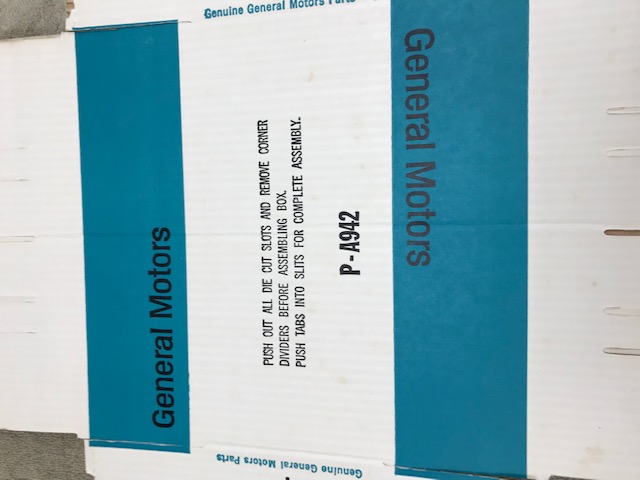 Genuine General Motors Parts
General Motors
PUSH OUT ALL DIE CUT SLOTS AND REMOVE CORNER
DIVIDERS BEFORE ASSEMBLING BOX.
PUSH TABS INTO SLITS FOR COMPLETE ASSEMBLY.
P-A942
General Motors
Genuine General Motors Parts